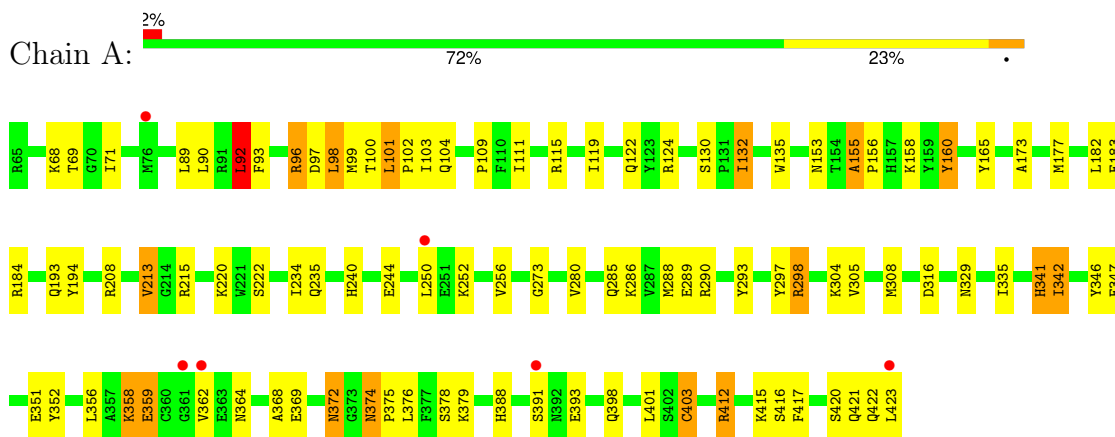 2%
Chain A:
72% 23% •
R65 K68 T69 G70 I71 M76 L89 L90 R91 L92 F93 R96 D97 L98 M99 T100 L101 P102 I103 Q104 P109 F110 I111 R115 I119 Q122 Y123 R124 S130 P131 I132 W135 N153 T154 A155 P156 H157 K158 Y159 Y160 Y165 A173 M177 L182 E183
R184 Q193 Y194 R208 V213 G214 R215 K220 W221 S222 I234 Q235 H240 E244 L250 E251 K252 V256 G273 V280 Q285 K286 V287 M288 E289 R290 Y293 Y297 R298 K304 V305 M308 D316 N329 I335 H341 I342 Y346 E347
E351 Y352 L356 A357 K358 E359 C360 G361 V362 E363 N364 A368 E369 N372 G373 N374 P375 L376 F377 S378 K379 H388 S391 N392 E393 Q398 L401 S402 C403 R412 K415 S416 F417 S420 Q421 Q422 L423